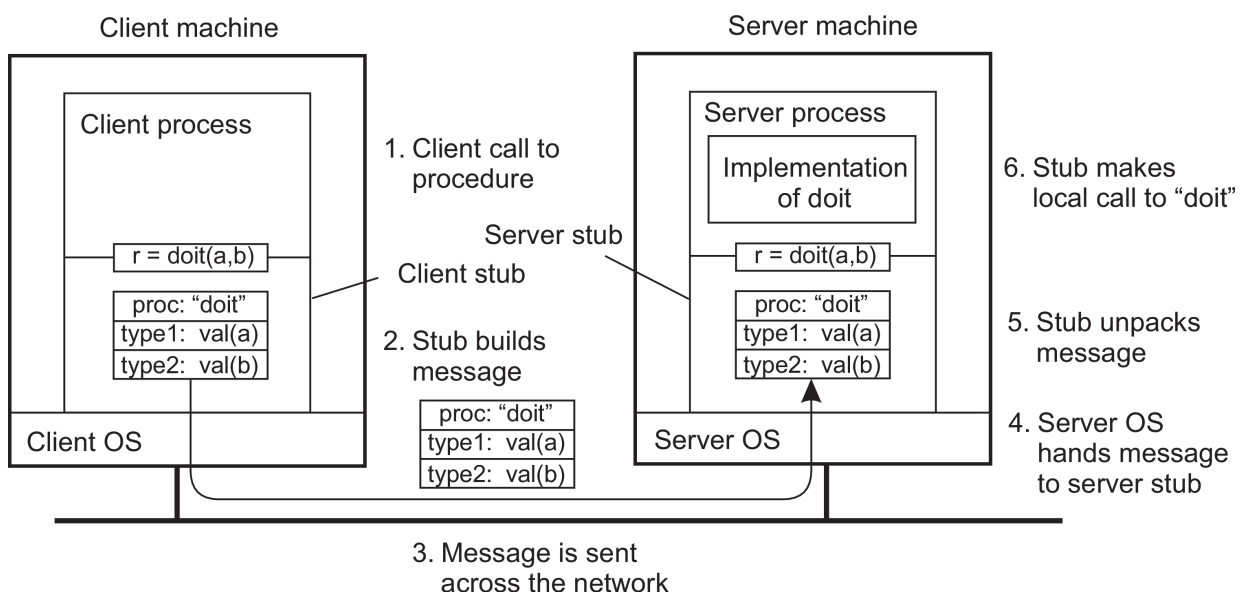 Client machine
Server machine
Client process
1. Client call to
procedure
r = doit(a,b)
Client stub
proc: “doit”
type1: val(a)
type2: val(b)
2. Stub builds
message
proc: “doit”
type1: val(a)
type2: val(b)
Client OS
3. Message is sent
across the network
Server process
Implementation
of doit
Server stub
r = doit(a,b)
proc: “doit”
type1: val(a)
type2: val(b)
Server OS
6. Stub makes
local call to “doit”
5. Stub unpacks
message
4. Server OS
hands message
to server stub